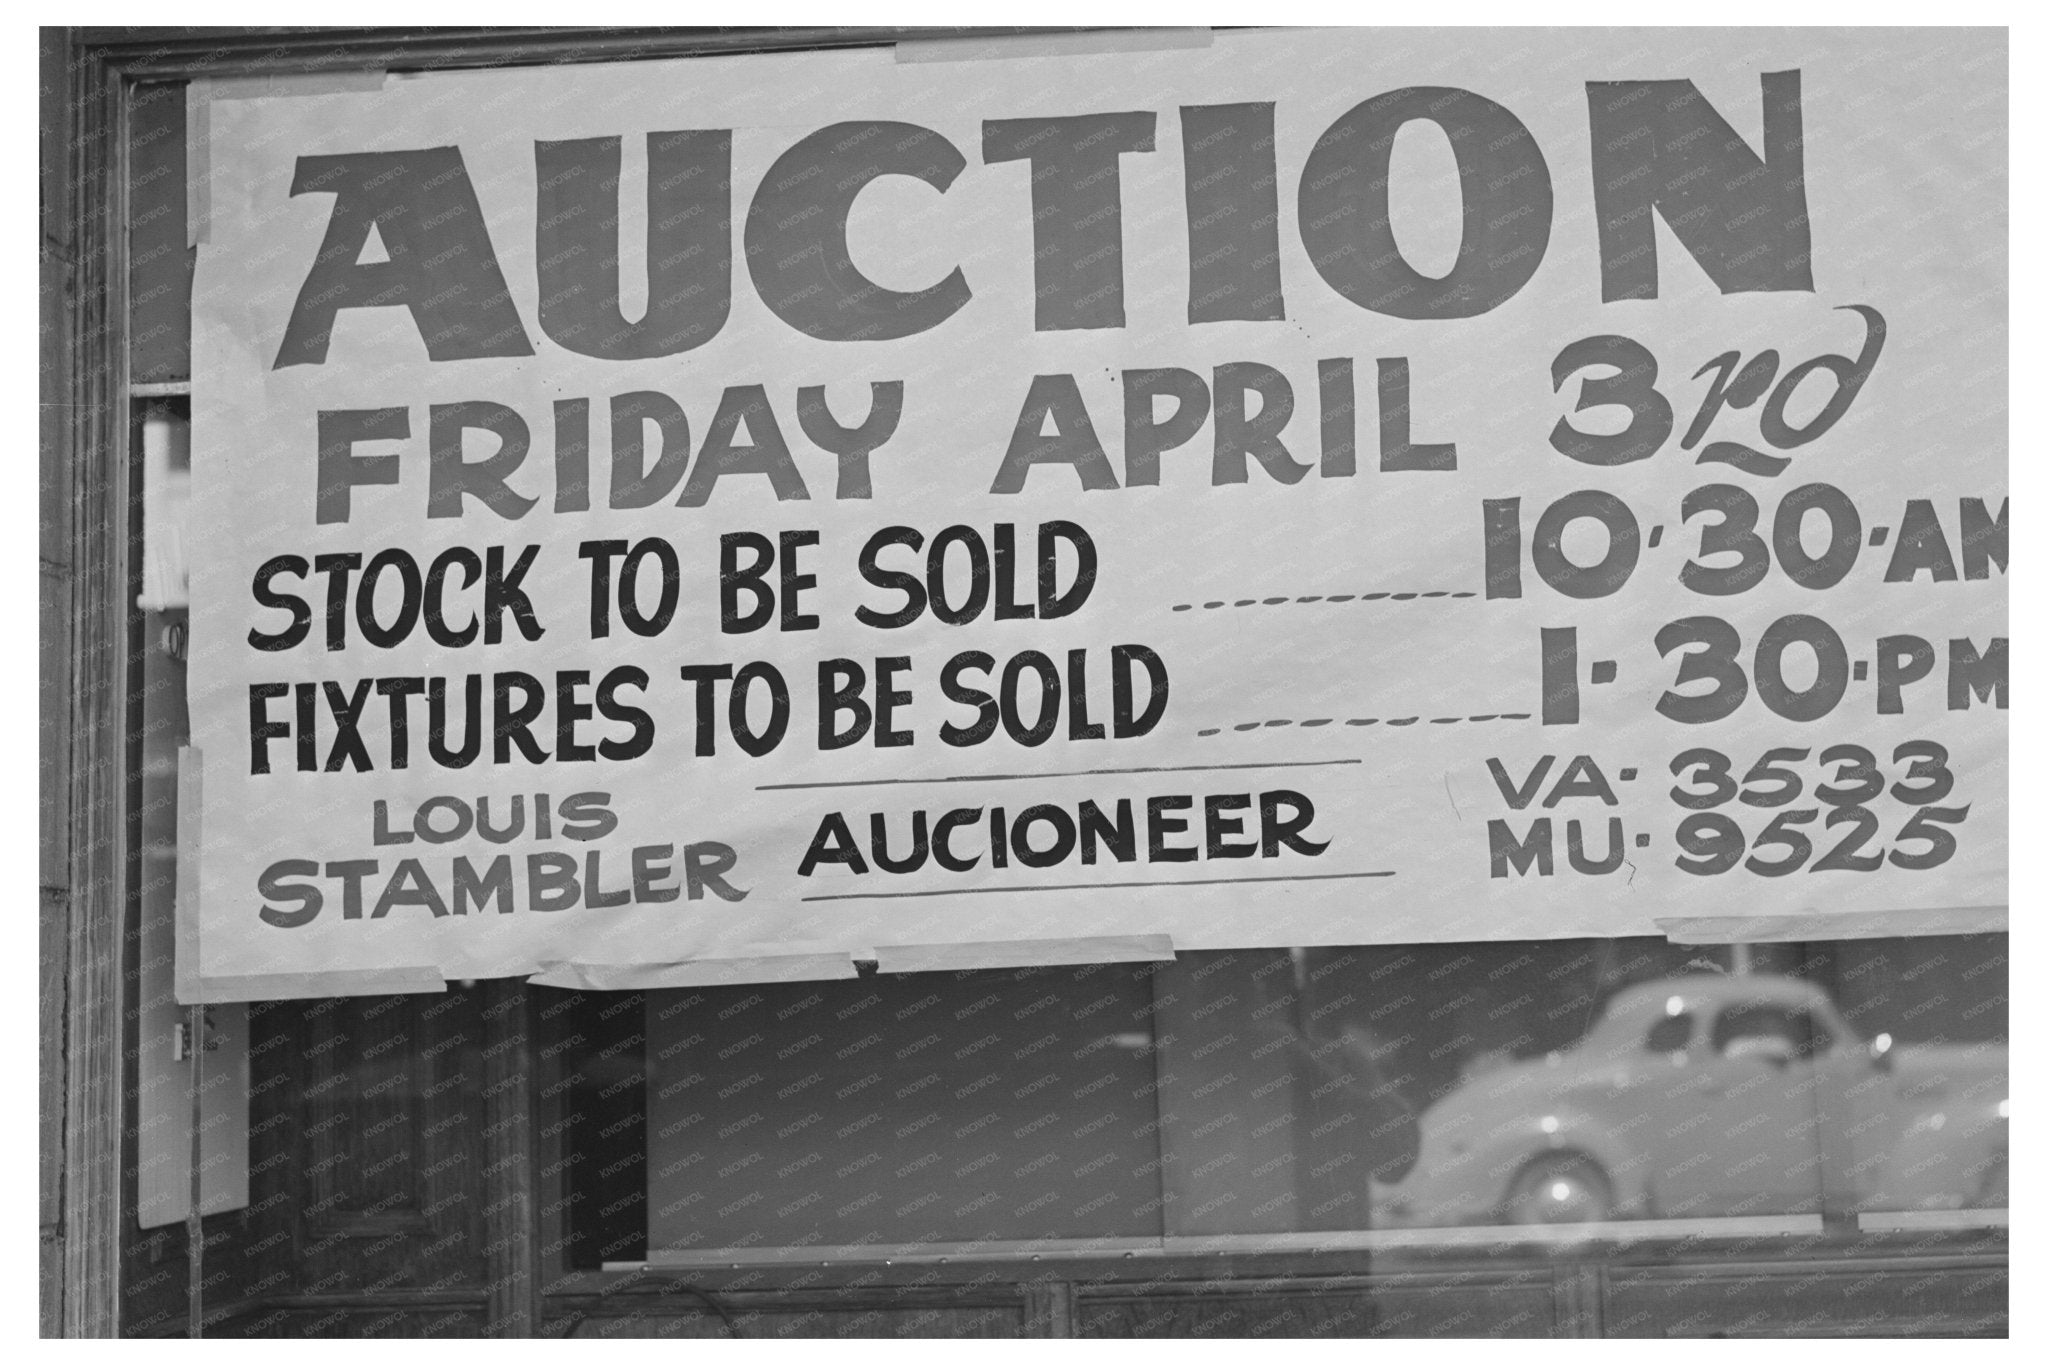 AUCTION
FRIDAY APRIL 3rd
STOCK TO BE SOLD 10·30·AM
FIXTURES TO BE SOLD 1·30·PM
LOUIS
STAMBLER
AUCIONEER
VA· 3533
MU· 9525
KNOWOL